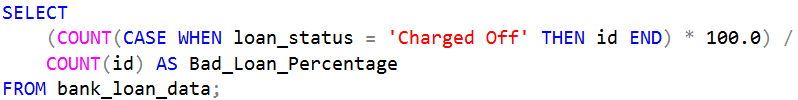 SELECT
    (COUNT(CASE WHEN loan_status = 'Charged Off' THEN id END) * 100.0) /
    COUNT(id) AS Bad_Loan_Percentage
FROM bank_loan_data;